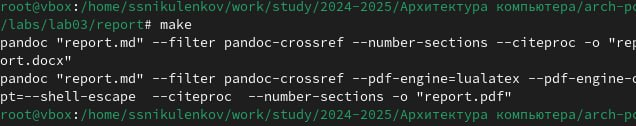 root@vbox:/home/ssnikulenkov/work/study/2024-2025/Архитектура компьютера/arch-pc
/labs/lab03/report# make
pandoc "report.md" --filter pandoc-crossref --number-sections --citeproc -o "rep
ort.docx"
pandoc "report.md" --filter pandoc-crossref --pdf-engine=lualatex --pdf-engine-o
pt=--shell-escape  --citeproc  --number-sections -o "report.pdf"
root@vbox:/home/ssnikulenkov/work/study/2024-2025/Архитектура компьютера/arch-pc